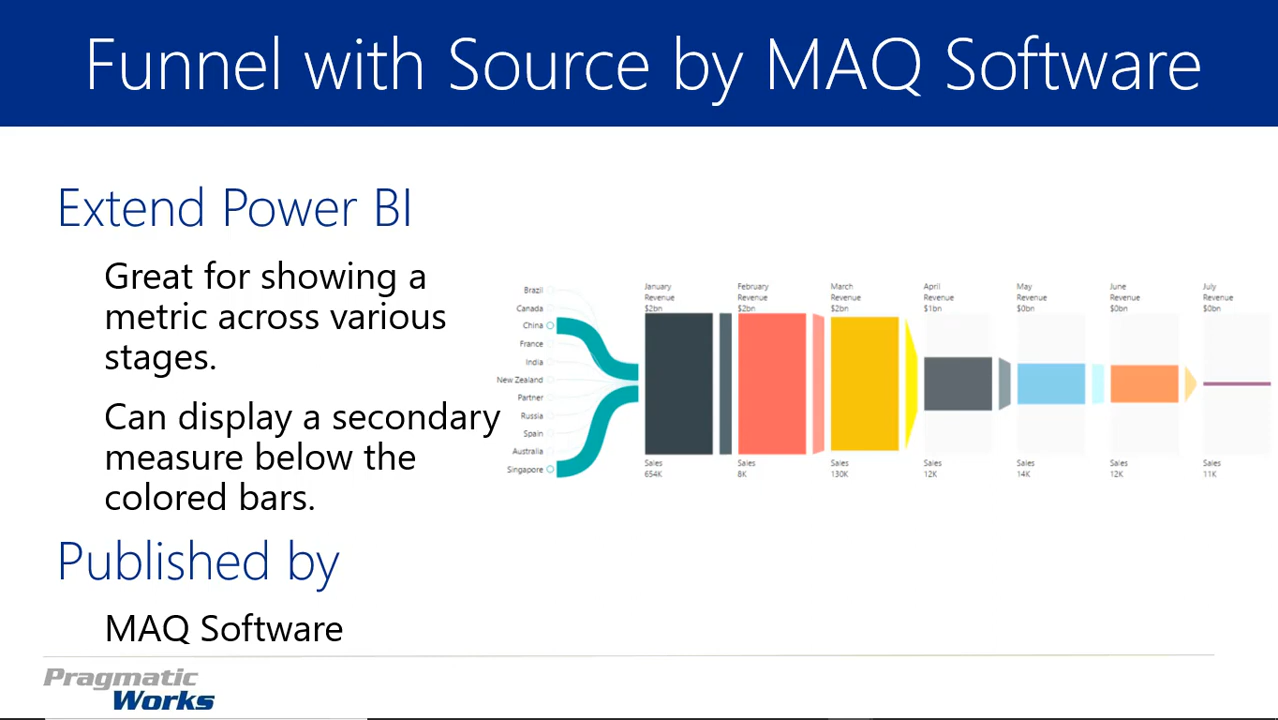 Funnel with Source by MAQ Software
Extend Power BI
Great for showing a
metric across various
stages.
Can display a secondary
measure below the
colored bars.
Published by
MAQ Software
Brazil
Canada
China
France
India
New Zealand
Partner
Russia
Spain
Australia
Singapore
January
Revenue
$2bn
Sales
654K
February
Revenue
$2bn
Sales
8K
March
Revenue
$2bn
Sales
130K
April
Revenue
$1bn
Sales
12K
May
Revenue
$0bn
Sales
14K
June
Revenue
$0bn
Sales
12K
July
Revenue
$0bn
Sales
11K
Pragmatic
Works